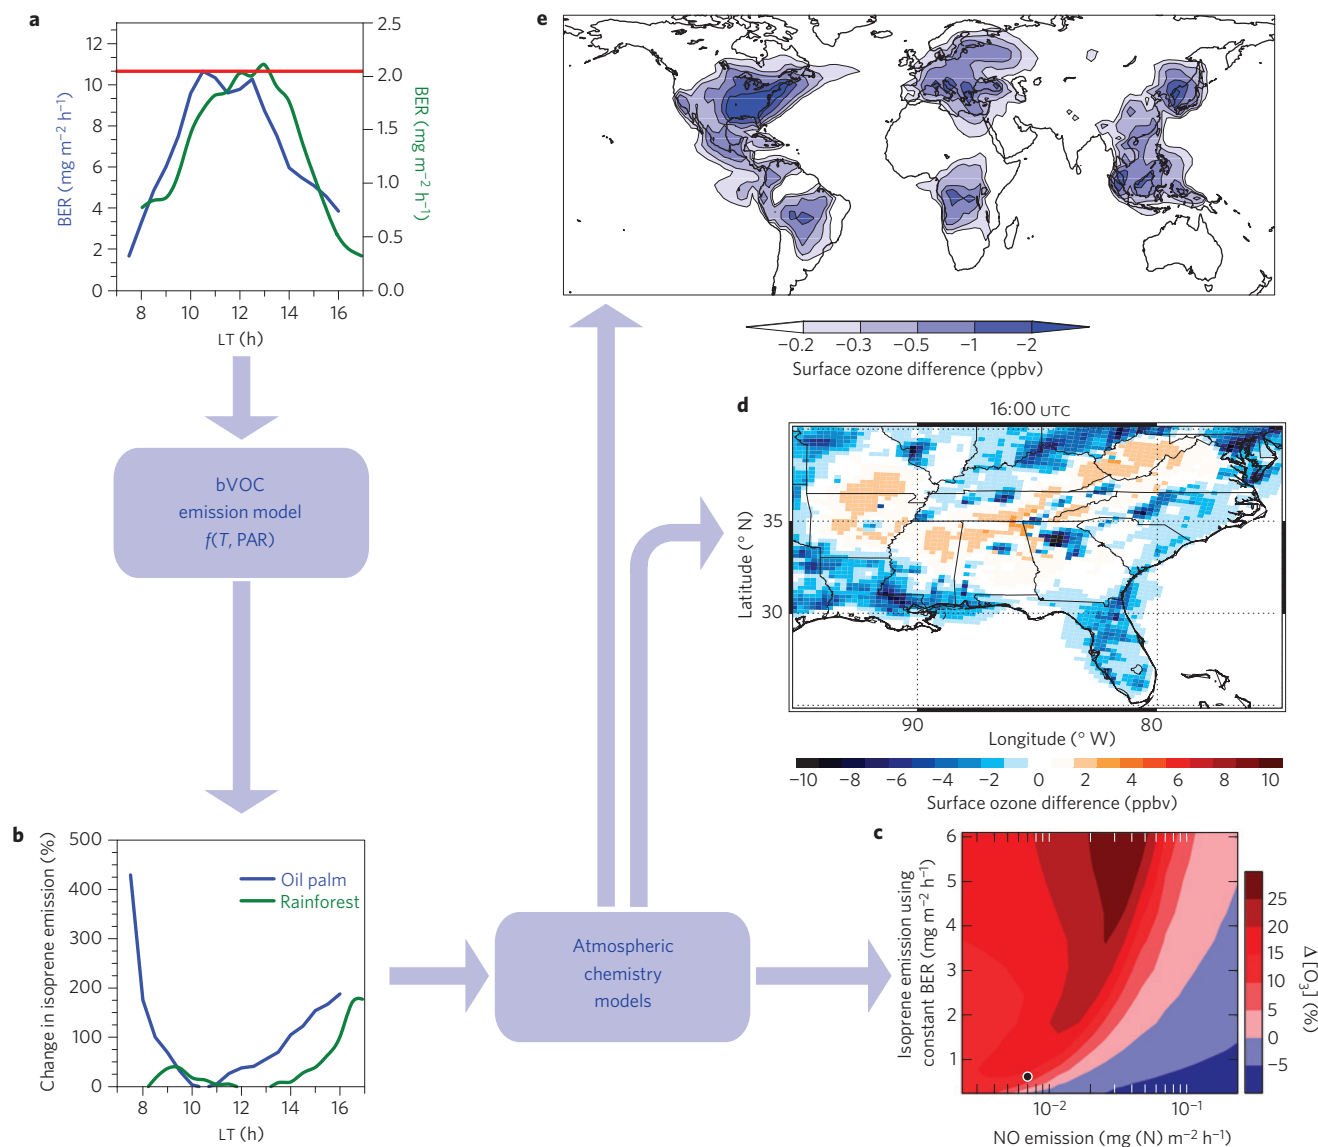 a
BER (mg m⁻² h⁻¹)
12
10
8
6
4
2
0
2.5
2.0
1.5
1.0
0.5
0.0
BER (mg m⁻² h⁻¹)
8 10 12 14 16
LT (h)
bVOC
emission model
f(T, PAR)
b
Change in isoprene emission (%)
500
400
300
200
100
0
Oil palm
Rainforest
8 10 12 14 16
LT (h)
Atmospheric
chemistry
models
e
−0.2 −0.3 −0.5 −1 −2
Surface ozone difference (ppbv)
d
16:00 UTC
Latitude (° N)
35
30
90 80
Longitude (° W)
−10 −8 −6 −4 −2 0 2 4 6 8 10
Surface ozone difference (ppbv)
c
Isoprene emission using
constant BER (mg m⁻² h⁻¹)
6
5
4
3
2
1
10⁻² 10⁻¹
NO emission (mg (N) m⁻² h⁻¹)
25
20
15
10
5
0
−5
Δ [O₃] (%)